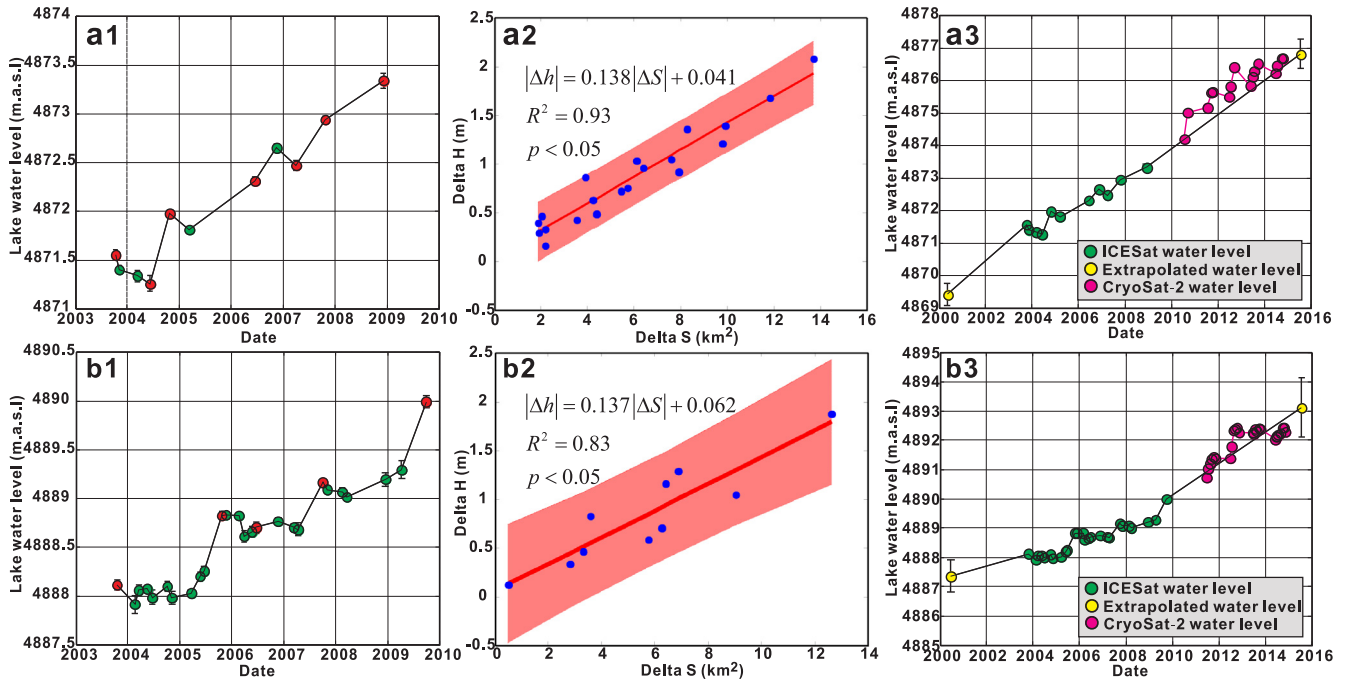 a1
Lake water level (m.a.s.l)
4874
4873.5
4873
4872.5
4872
4871.5
4871
2003 2004 2005 2006 2007 2008 2009 2010
Date
a2
|Δh| = 0.138|ΔS| + 0.041
R² = 0.93
p < 0.05
Delta H (m)
2.5
2
1.5
1
0.5
0
-0.5
0 2 4 6 8 10 12 14 16
Delta S (km²)
a3
Lake water level (m.a.s.l)
4878
4877
4876
4875
4874
4873
4872
4871
4870
4869
ICESat water level
Extrapolated water level
CryoSat-2 water level
2000 2002 2004 2006 2008 2010 2012 2014 2016
Date
b1
Lake water level (m.a.s.l)
4890.5
4890
4889.5
4889
4888.5
4888
4887.5
2003 2004 2005 2006 2007 2008 2009 2010
Date
b2
|Δh| = 0.137|ΔS| + 0.062
R² = 0.83
p < 0.05
Delta H (m)
2.5
2
1.5
1
0.5
0
-0.5
0 2 4 6 8 10 12 14
Delta S (km²)
b3
Lake water level (m.a.s.l)
4895
4894
4893
4892
4891
4890
4889
4888
4887
4886
4885
ICESat water level
Extrapolated water level
CryoSat-2 water level
2000 2002 2004 2006 2008 2010 2012 2014 2016
Date